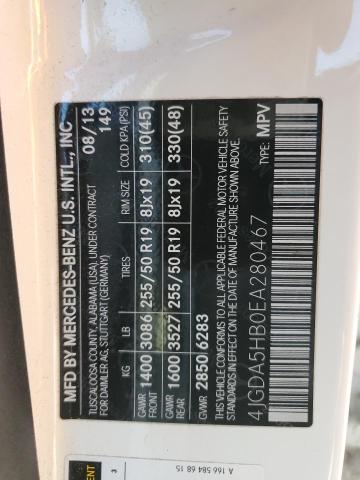 MFD BY MERCEDES-BENZ U.S. INTL., INC
TUSCALOOSA COUNTY, ALABAMA (USA), UNDER CONTRACT 08/13
FOR DAIMLER AG, STUTTGART (GERMANY) 149
KG LB TIRES RIM SIZE COLD KPA (PSI)
GAWR FRONT 1400 3086 255/50 R19 8Jx19 310(45)
GAWR REAR 1600 3527 255/50 R19 8Jx19 330(48)
GVWR 2850 6283
THIS VEHICLE CONFORMS TO ALL APPLICABLE FEDERAL MOTOR VEHICLE SAFETY
STANDARDS IN EFFECT ON THE DATE OF MANUFACTURE SHOWN ABOVE.
4JGDA5HB0EA280467 TYPE: MPV
3
A 166 584 68 15